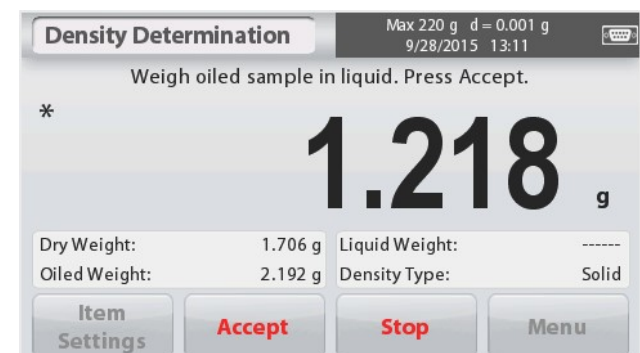 Density Determination
Max 220 g d = 0.001 g
9/28/2015 13:11
Weigh oiled sample in liquid. Press Accept.
*
1.218 g
Dry Weight: 1.706 g Liquid Weight: ------
Oiled Weight: 2.192 g Density Type: Solid
Item Settings
Accept
Stop
Menu